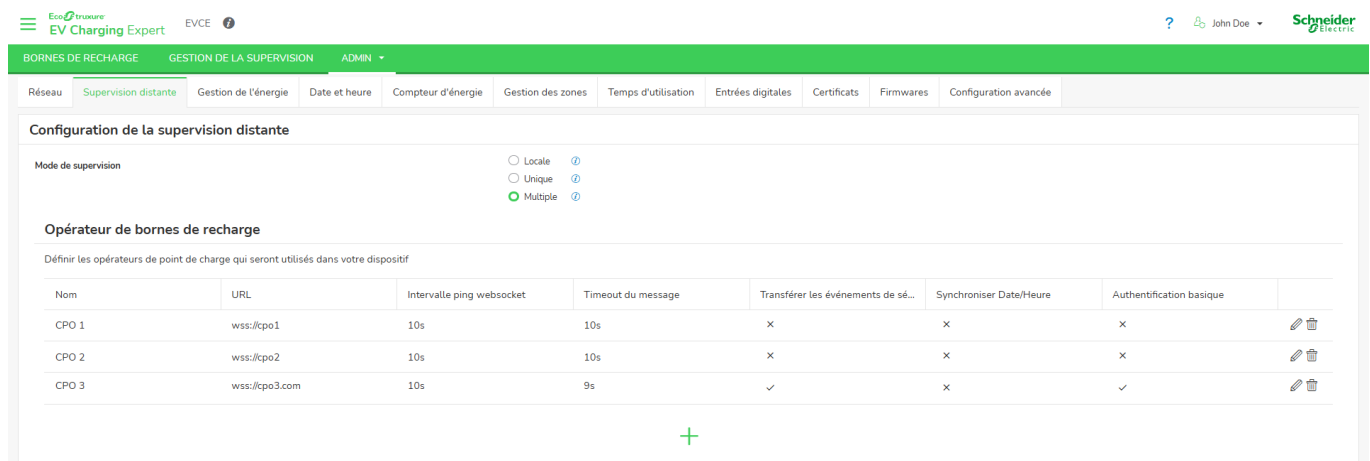 EcoStruxure
EV Charging Expert
EVCE
? John Doe
Schneider
Electric
BORNES DE RECHARGE GESTION DE LA SUPERVISION ADMIN
Réseau Supervision distante Gestion de l'énergie Date et heure Compteur d'énergie Gestion des zones Temps d'utilisation Entrées digitales Certificats Firmwares Configuration avancée
Configuration de la supervision distante
Mode de supervision
Locale
Unique
Multiple
Opérateur de bornes de recharge
Définir les opérateurs de point de charge qui seront utilisés dans votre dispositif
Nom URL Intervalle ping websocket Timeout du message Transférer les événements de sé... Synchroniser Date/Heure Authentification basique
CPO 1 wss://cpo1 10s 10s
CPO 2 wss://cpo2 10s 10s
CPO 3 wss://cpo3.com 10s 9s